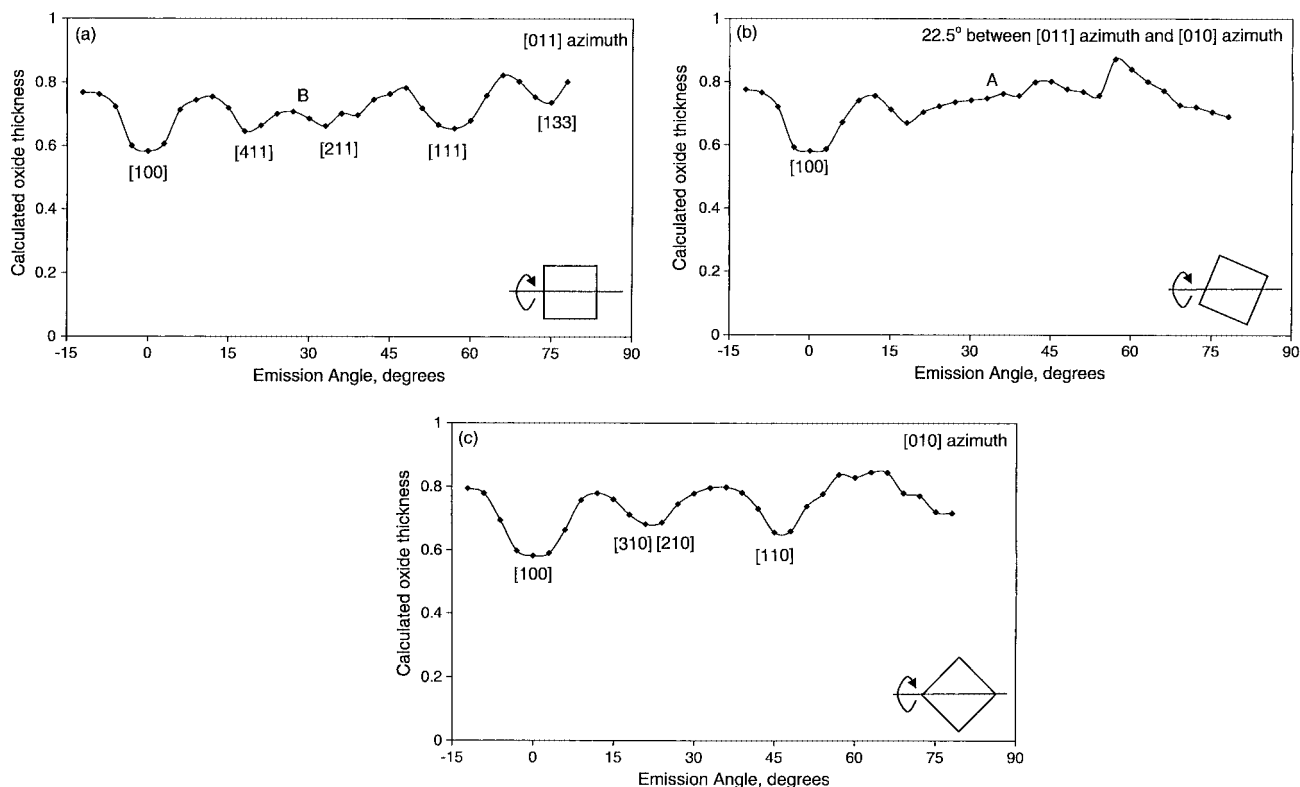 (a)
[011] azimuth
Calculated oxide thickness
1
0.8
0.6
0.4
0.2
0
B
[100]
[411]
[211]
[111]
[133]
-15 0 15 30 45 60 75 90
Emission Angle, degrees
(b)
22.5° between [011] azimuth and [010] azimuth
Calculated oxide thickness
1
0.8
0.6
0.4
0.2
0
A
[100]
-15 0 15 30 45 60 75 90
Emission Angle, degrees
(c)
[010] azimuth
Calculated oxide thickness
1
0.8
0.6
0.4
0.2
0
[100]
[310] [210]
[110]
-15 0 15 30 45 60 75 90
Emission Angle, degrees